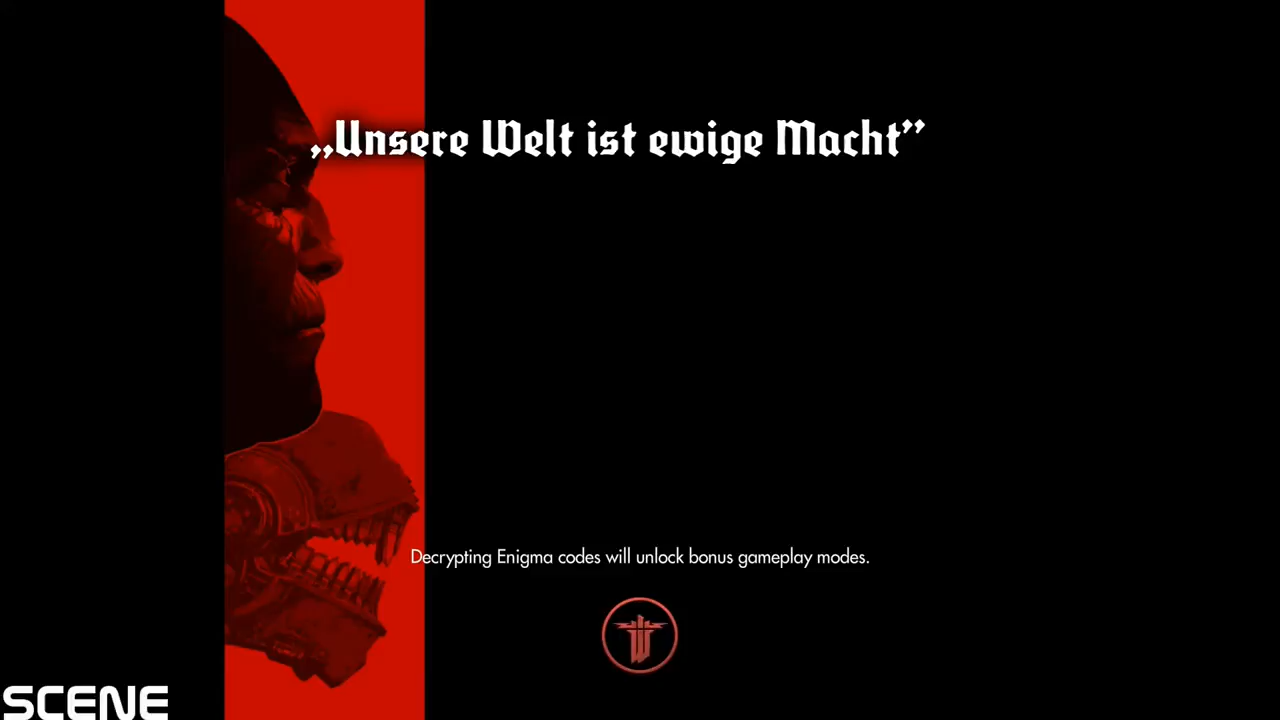 „Unsere Welt ist ewige Macht”
Decrypting Enigma codes will unlock bonus gameplay modes.
SCENE